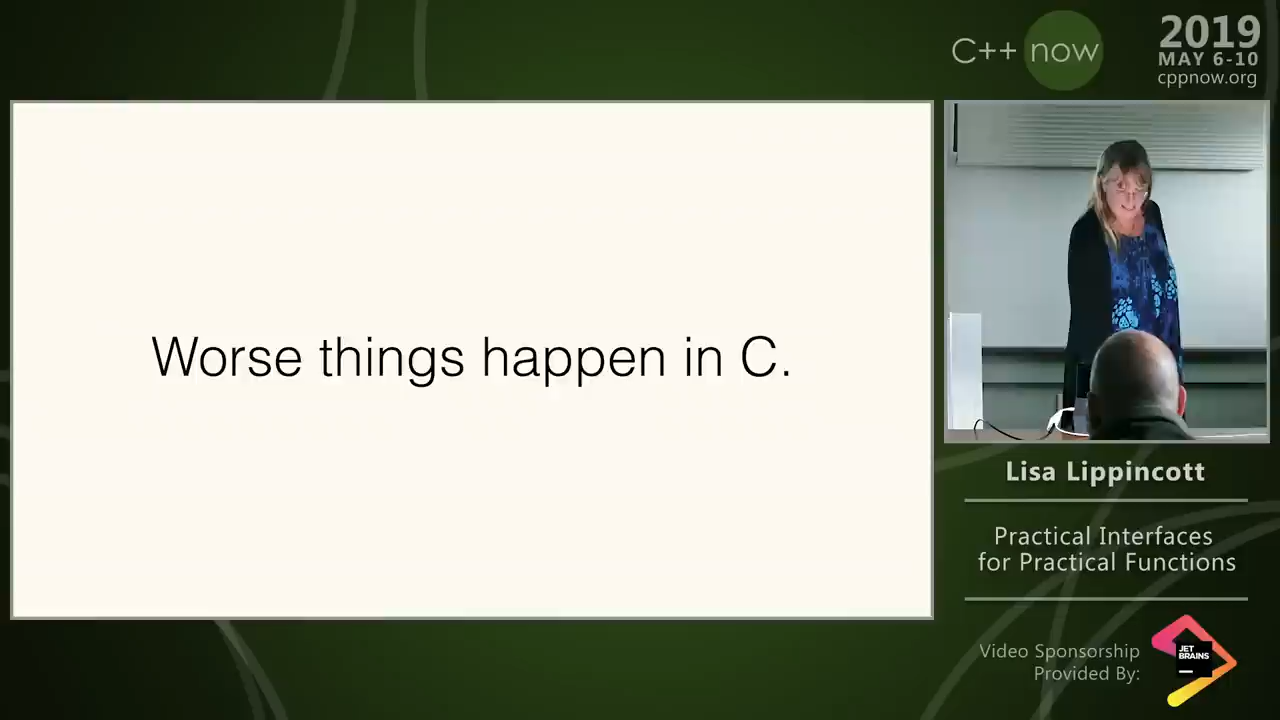 C++ now
2019
MAY 6-10
cppnow.org
Worse things happen in C.
Lisa Lippincott
Practical Interfaces
for Practical Functions
Video Sponsorship
Provided By:
JET
BRAINS